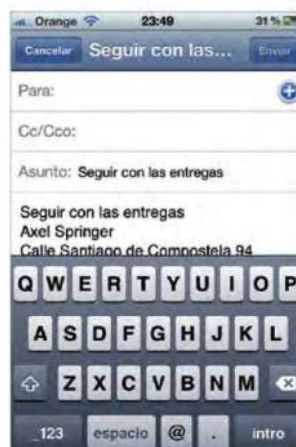 Orange 23:49 31 %
Cancelar Seguir con las... Enviar
Para:
Cc/Cco:
Asunto: Seguir con las entregas
Seguir con las entregas
Axel Springer
Calle Santiago de Compostela 94
Q W E R T Y U I O P
A S D F G H J K L
Z X C V B N M
_123 espacio @ . intro